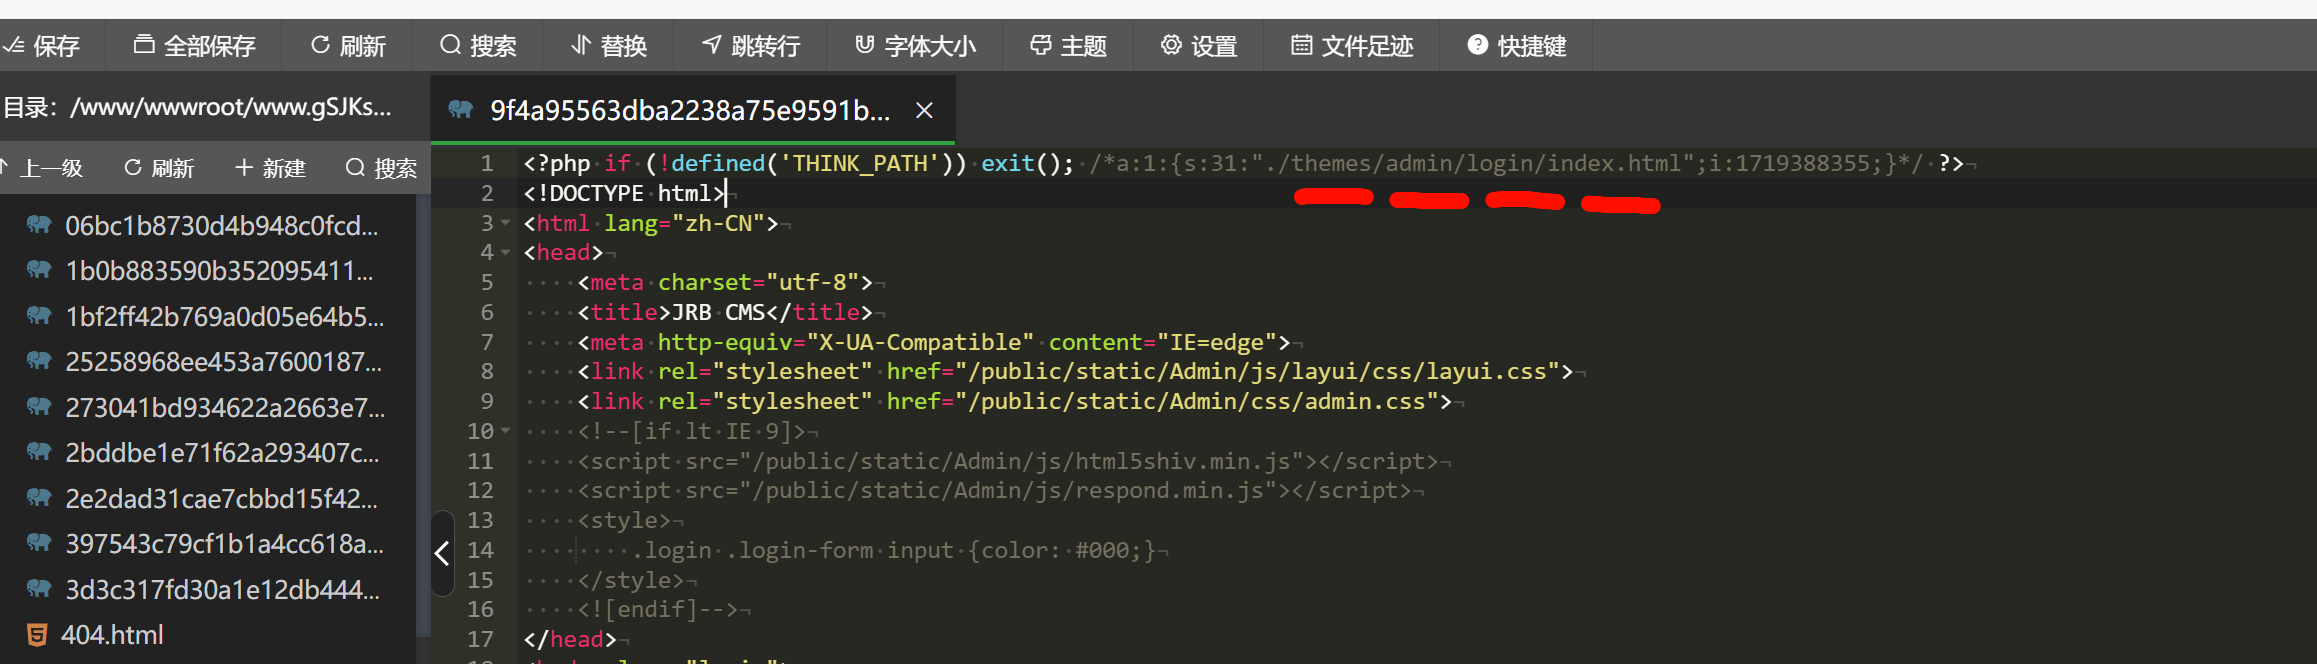 保存 全部保存 刷新 搜索 替换 跳转行 字体大小 主题 设置 文件足迹 快捷键
目录: /www/wwwroot/www.gSJKs...
上一级 刷新 新建 搜索
06bc1b8730d4b948c0fcd...
1b0b883590b352095411...
1bf2ff42b769a0d05e64b5...
25258968ee453a7600187...
273041bd934622a2663e7...
2bddbe1e71f62a293407c...
2e2dad31cae7cbbd15f42...
397543c79cf1b1a4cc618a...
3d3c317fd30a1e12db444...
404.html
9f4a95563dba2238a75e9591b...
1 <?php if (!defined('THINK_PATH')) exit(); /*a:1:{s:31:"./themes/admin/login/index.html";i:1719388355;}*/ ?>
2 <!DOCTYPE html>
3 <html lang="zh-CN">
4 <head>
5     <meta charset="utf-8">
6     <title>JRB CMS</title>
7     <meta http-equiv="X-UA-Compatible" content="IE=edge">
8     <link rel="stylesheet" href="/public/static/Admin/js/layui/css/layui.css">
9     <link rel="stylesheet" href="/public/static/Admin/css/admin.css">
10     <!--[if lt IE 9]>
11     <script src="/public/static/Admin/js/html5shiv.min.js"></script>
12     <script src="/public/static/Admin/js/respond.min.js"></script>
13     <style>
14         .login .login-form input {color: #000;}
15     </style>
16     <![endif]-->
17 </head>